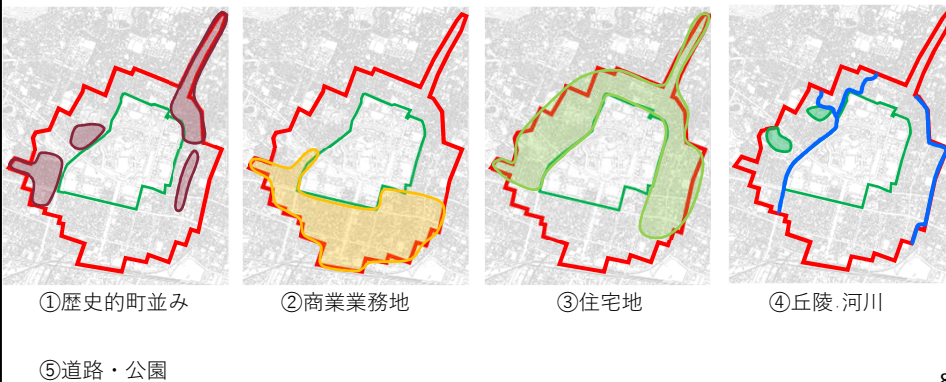 ①歴史的町並み
②商業業務地
③住宅地
④丘陵.河川
⑤道路・公園